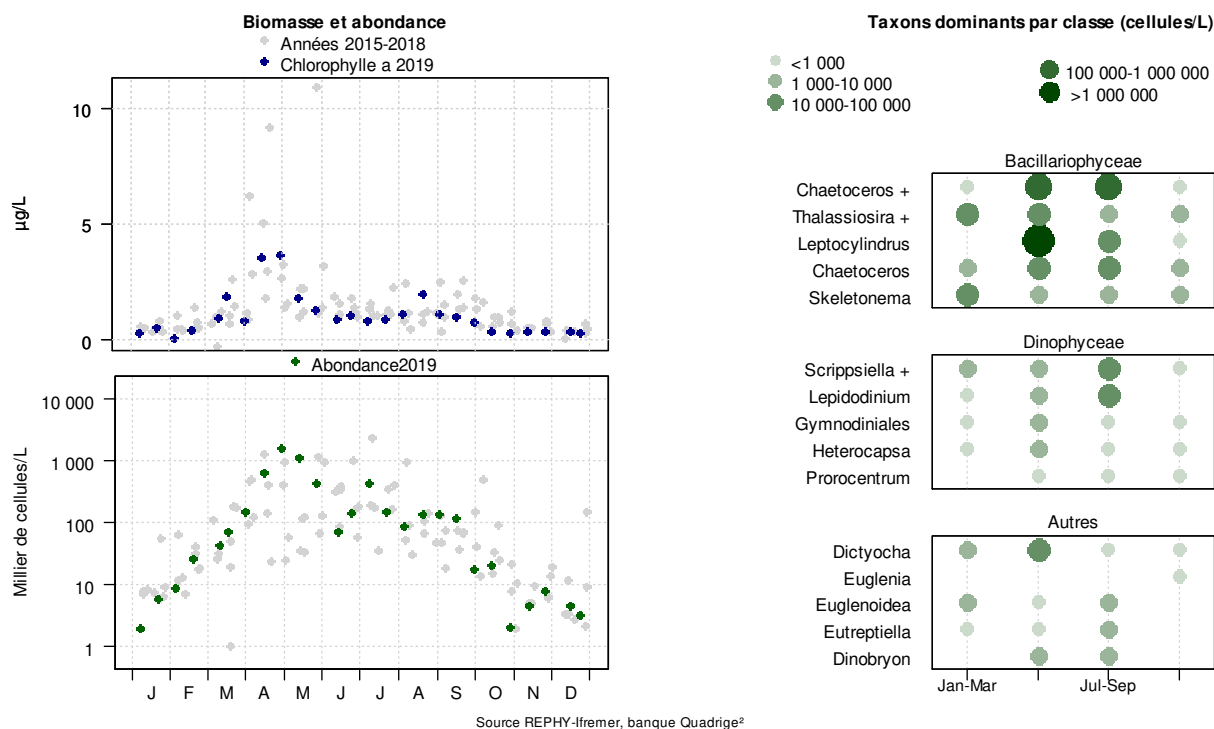 Biomasse et abondance
Années 2015-2018
Chlorophylle a 2019
10
5
0
µg/L
Abondance2019
10 000
1 000
100
10
1
Millier de cellules/L
J F M A M J J A S O N D
Taxons dominants par classe (cellules/L)
<1 000
1 000-10 000
10 000-100 000
100 000-1 000 000
>1 000 000
Bacillariophyceae
Chaetoceros +
Thalassiosira +
Leptocylindrus
Chaetoceros
Skeletonema
Dinophyceae
Scrippsiella +
Lepidodinium
Gymnodiniales
Heterocapsa
Prorocentrum
Autres
Dictyocha
Euglenia
Euglenoidea
Eutreptiella
Dinobryon
Jan-Mar Jul-Sep
Source REPHY-Ifremer, banque Quadrige²